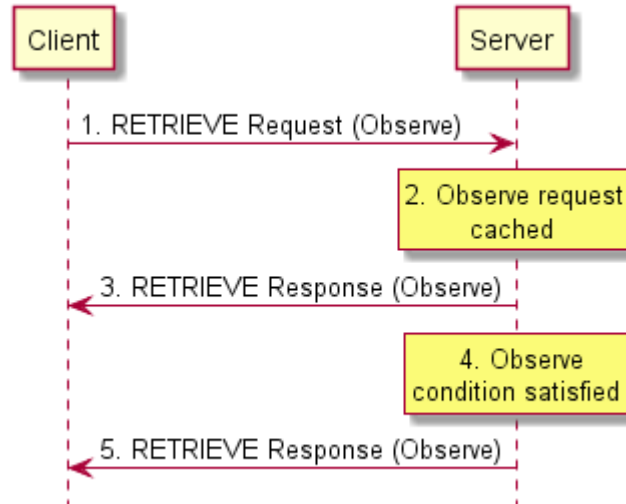 Client
Server
1. RETRIEVE Request (Observe)
2. Observe request
cached
3. RETRIEVE Response (Observe)
4. Observe
condition satisfied
5. RETRIEVE Response (Observe)